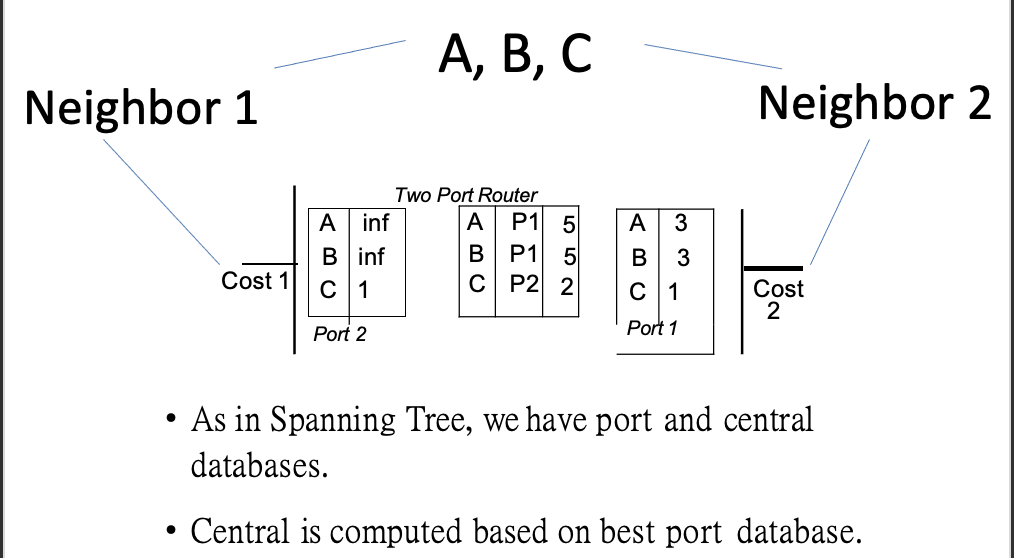 A, B, C
Neighbor 1
Neighbor 2
Two Port Router
A inf
B inf
C 1
Port 2
Cost 1
A P1 5
B P1 5
C P2 2
A 3
B 3
C 1
Port 1
Cost
2
• As in Spanning Tree, we have port and central
databases.
• Central is computed based on best port database.